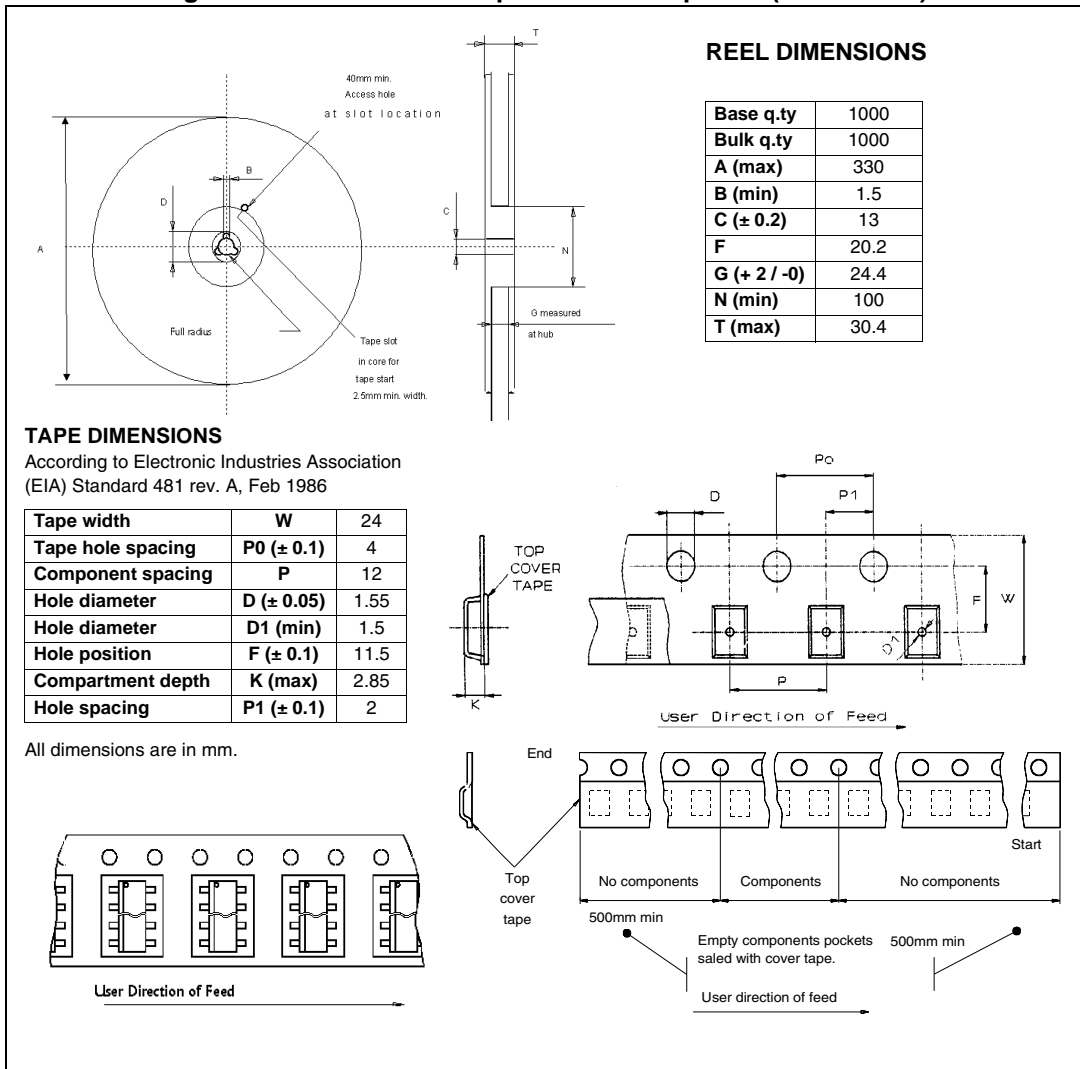 REEL DIMENSIONS
Base q.ty 1000
Bulk q.ty 1000
A (max) 330
B (min) 1.5
C (± 0.2) 13
F 20.2
G (+ 2 / -0) 24.4
N (min) 100
T (max) 30.4
T
40mm min.
Access hole
at slot location
B
D
C
A
N
G measured
at hub
Full radius
Tape slot
in core for
tape start
2.5mm min. width.
TAPE DIMENSIONS
According to Electronic Industries Association
(EIA) Standard 481 rev. A, Feb 1986
Tape width W 24
Tape hole spacing P0 (± 0.1) 4
Component spacing P 12
Hole diameter D (± 0.05) 1.55
Hole diameter D1 (min) 1.5
Hole position F (± 0.1) 11.5
Compartment depth K (max) 2.85
Hole spacing P1 (± 0.1) 2
All dimensions are in mm.
TOP
COVER
TAPE
K
Po
D
P1
F
W
D1
P
User Direction of Feed
End
Start
Top
cover
tape
No components
Components
No components
500mm min
Empty components pockets
saled with cover tape.
500mm min
User direction of feed
User Direction of Feed